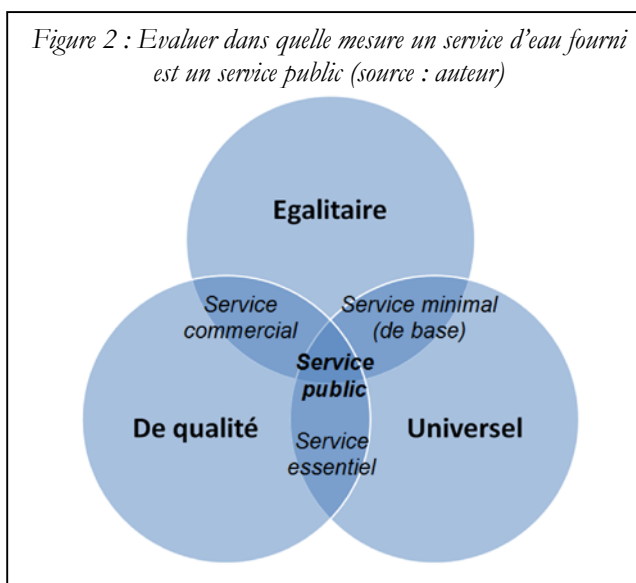 Figure 2 : Evaluer dans quelle mesure un service d’eau fourni
est un service public (source : auteur)
Egalitaire
Service
commercial
Service minimal
(de base)
Service
public
De qualité
Universel
Service
essentiel